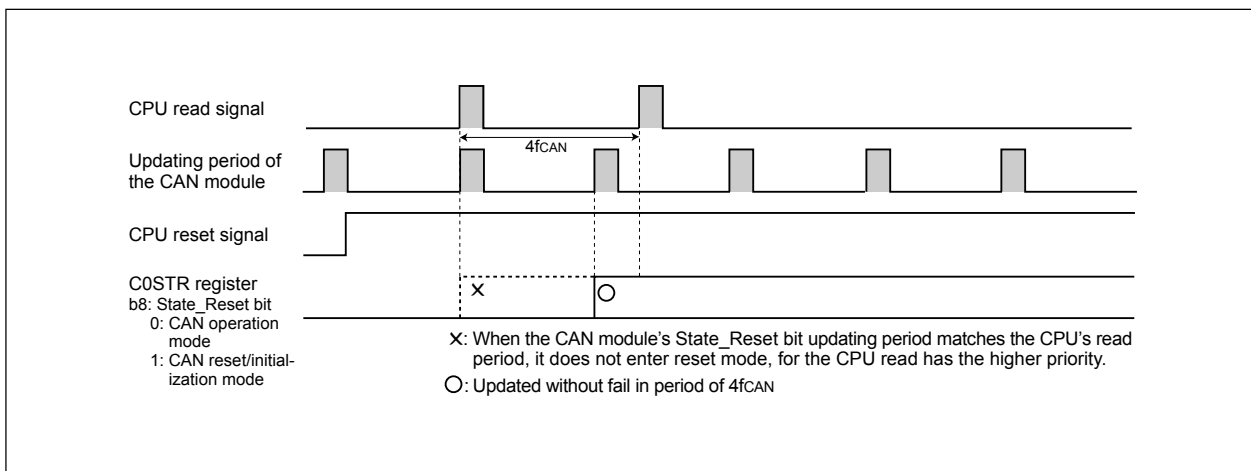 CPU read signal
4fCAN
Updating period of
the CAN module
CPU reset signal
C0STR register
b8: State_Reset bit
0: CAN operation
mode
1: CAN reset/initial-
ization mode
×: When the CAN module's State_Reset bit updating period matches the CPU's read
period, it does not enter reset mode, for the CPU read has the higher priority.
○: Updated without fail in period of 4fCAN